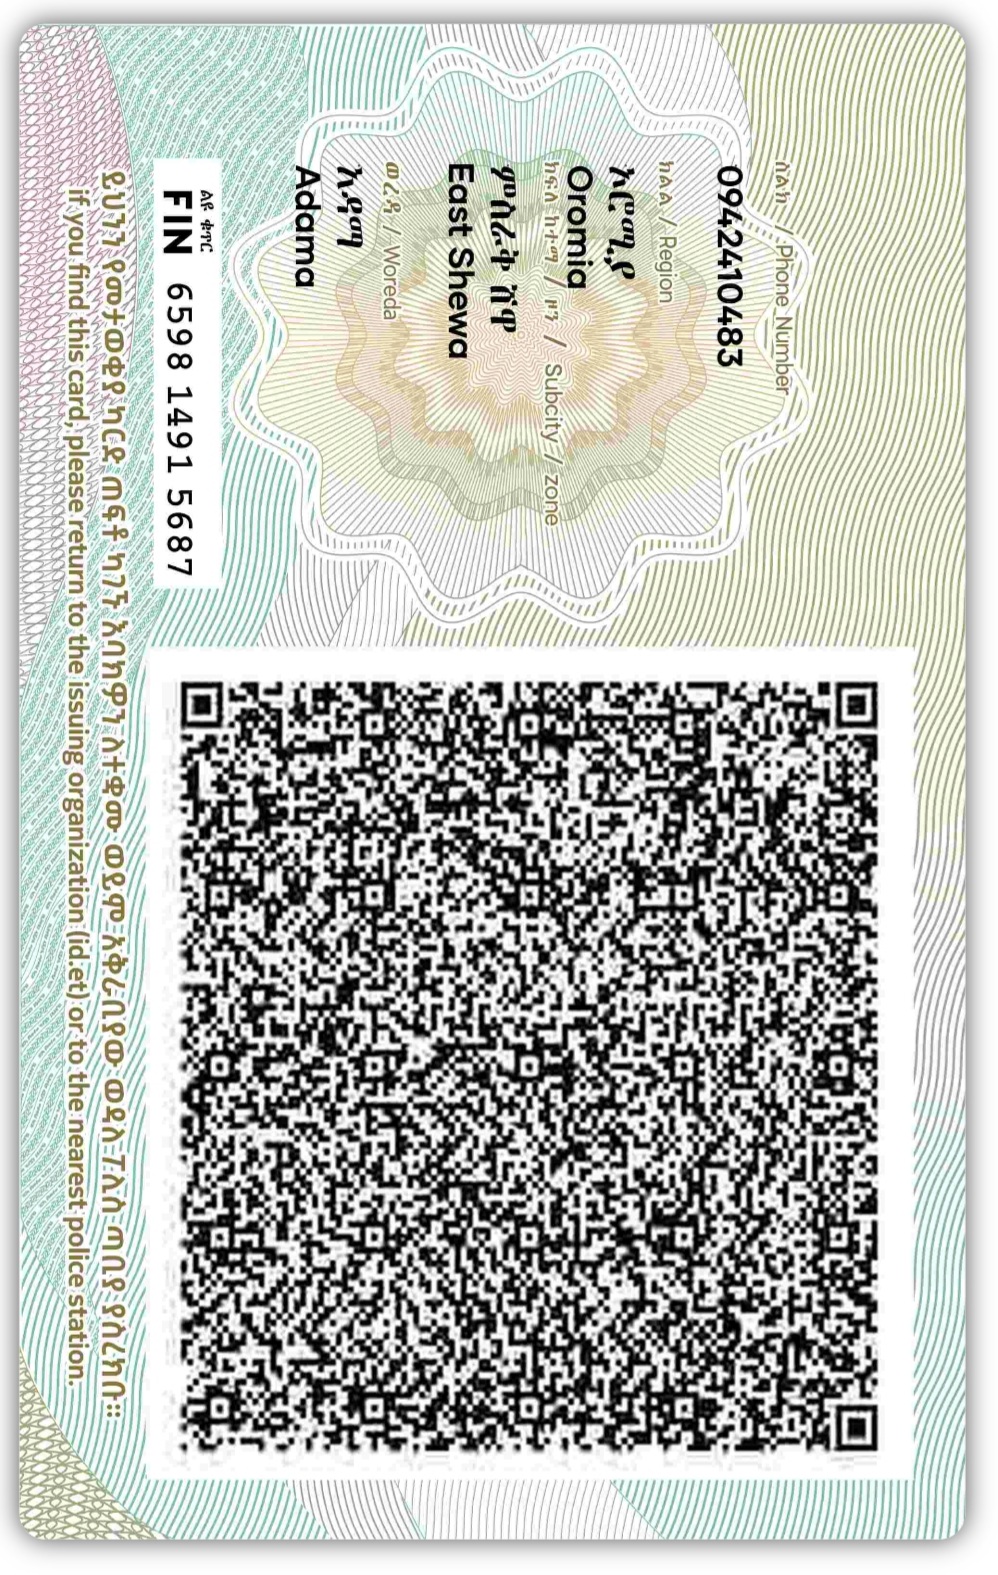 ስልክ / Phone Number
0942410483
ክልል / Region
ኦሮሚያ
Oromia
ክፍለ ከተማ / ዞን / Subcity / zone
ምስራቅ ሸዋ
East Shewa
ወረዳ / Woreda
አዳማ
Adama
ልዩ ቁጥር
FIN 6598 1491 5687
ይህንን የመታወቂያ ካርድ ጠፍቶ ካገኙ እባክዎን ለተቋሙ ወይም አቅራቢያው ወዳለ ፖሊስ ጣቢያ ያስረክቡ።
if you find this card, please return to the issuing organization (id.et) or to the nearest police station.